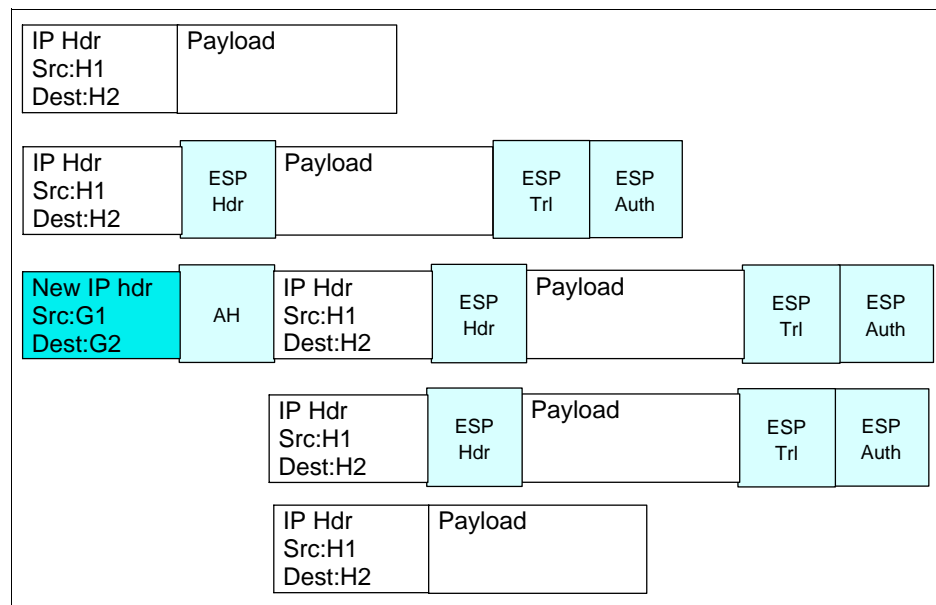 IP Hdr
Src:H1
Dest:H2
Payload
IP Hdr
Src:H1
Dest:H2
ESP
Hdr
Payload
ESP
Trl
ESP
Auth
New IP hdr
Src:G1
Dest:G2
AH
IP Hdr
Src:H1
Dest:H2
ESP
Hdr
Payload
ESP
Trl
ESP
Auth
IP Hdr
Src:H1
Dest:H2
ESP
Hdr
Payload
ESP
Trl
ESP
Auth
IP Hdr
Src:H1
Dest:H2
Payload